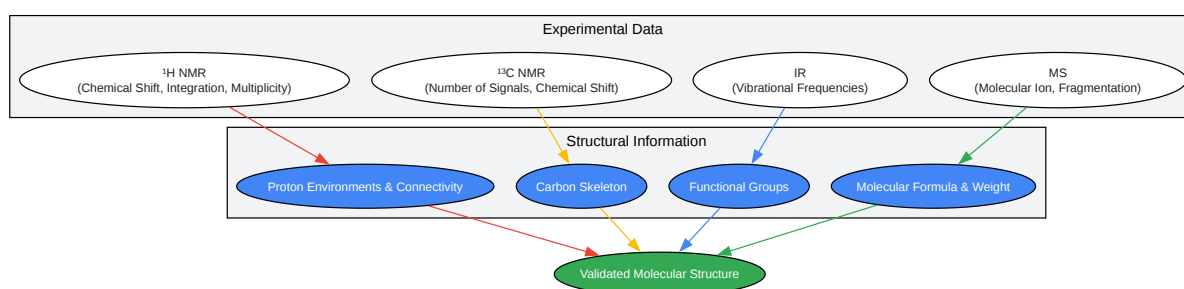 Experimental Data
¹H NMR
(Chemical Shift, Integration, Multiplicity)
¹³C NMR
(Number of Signals, Chemical Shift)
IR
(Vibrational Frequencies)
MS
(Molecular Ion, Fragmentation)
Structural Information
Proton Environments & Connectivity
Carbon Skeleton
Functional Groups
Molecular Formula & Weight
Validated Molecular Structure